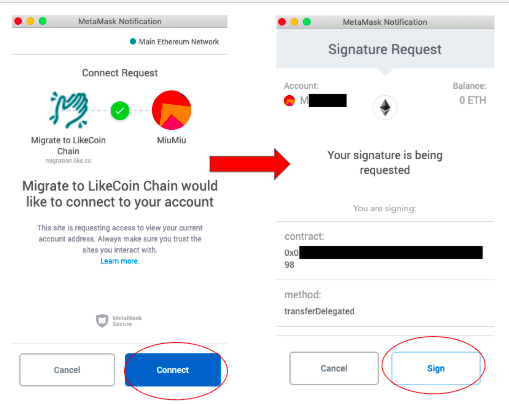 MetaMask Notification
Main Ethereum Network
Connect Request
Migrate to LikeCoin
Chain
migration.like.co
MiuMiu
Migrate to LikeCoin Chain would
like to connect to your account
This site is requesting access to view your current
account address. Always make sure you trust the
sites you interact with.
Learn more.
MetaMask
Secure
Cancel
Connect
MetaMask Notification
Signature Request
Account:
Balance:
M
0 ETH
Your signature is being
requested
You are signing:
contract:
0x0
98
method:
transferDelegated
Cancel
Sign